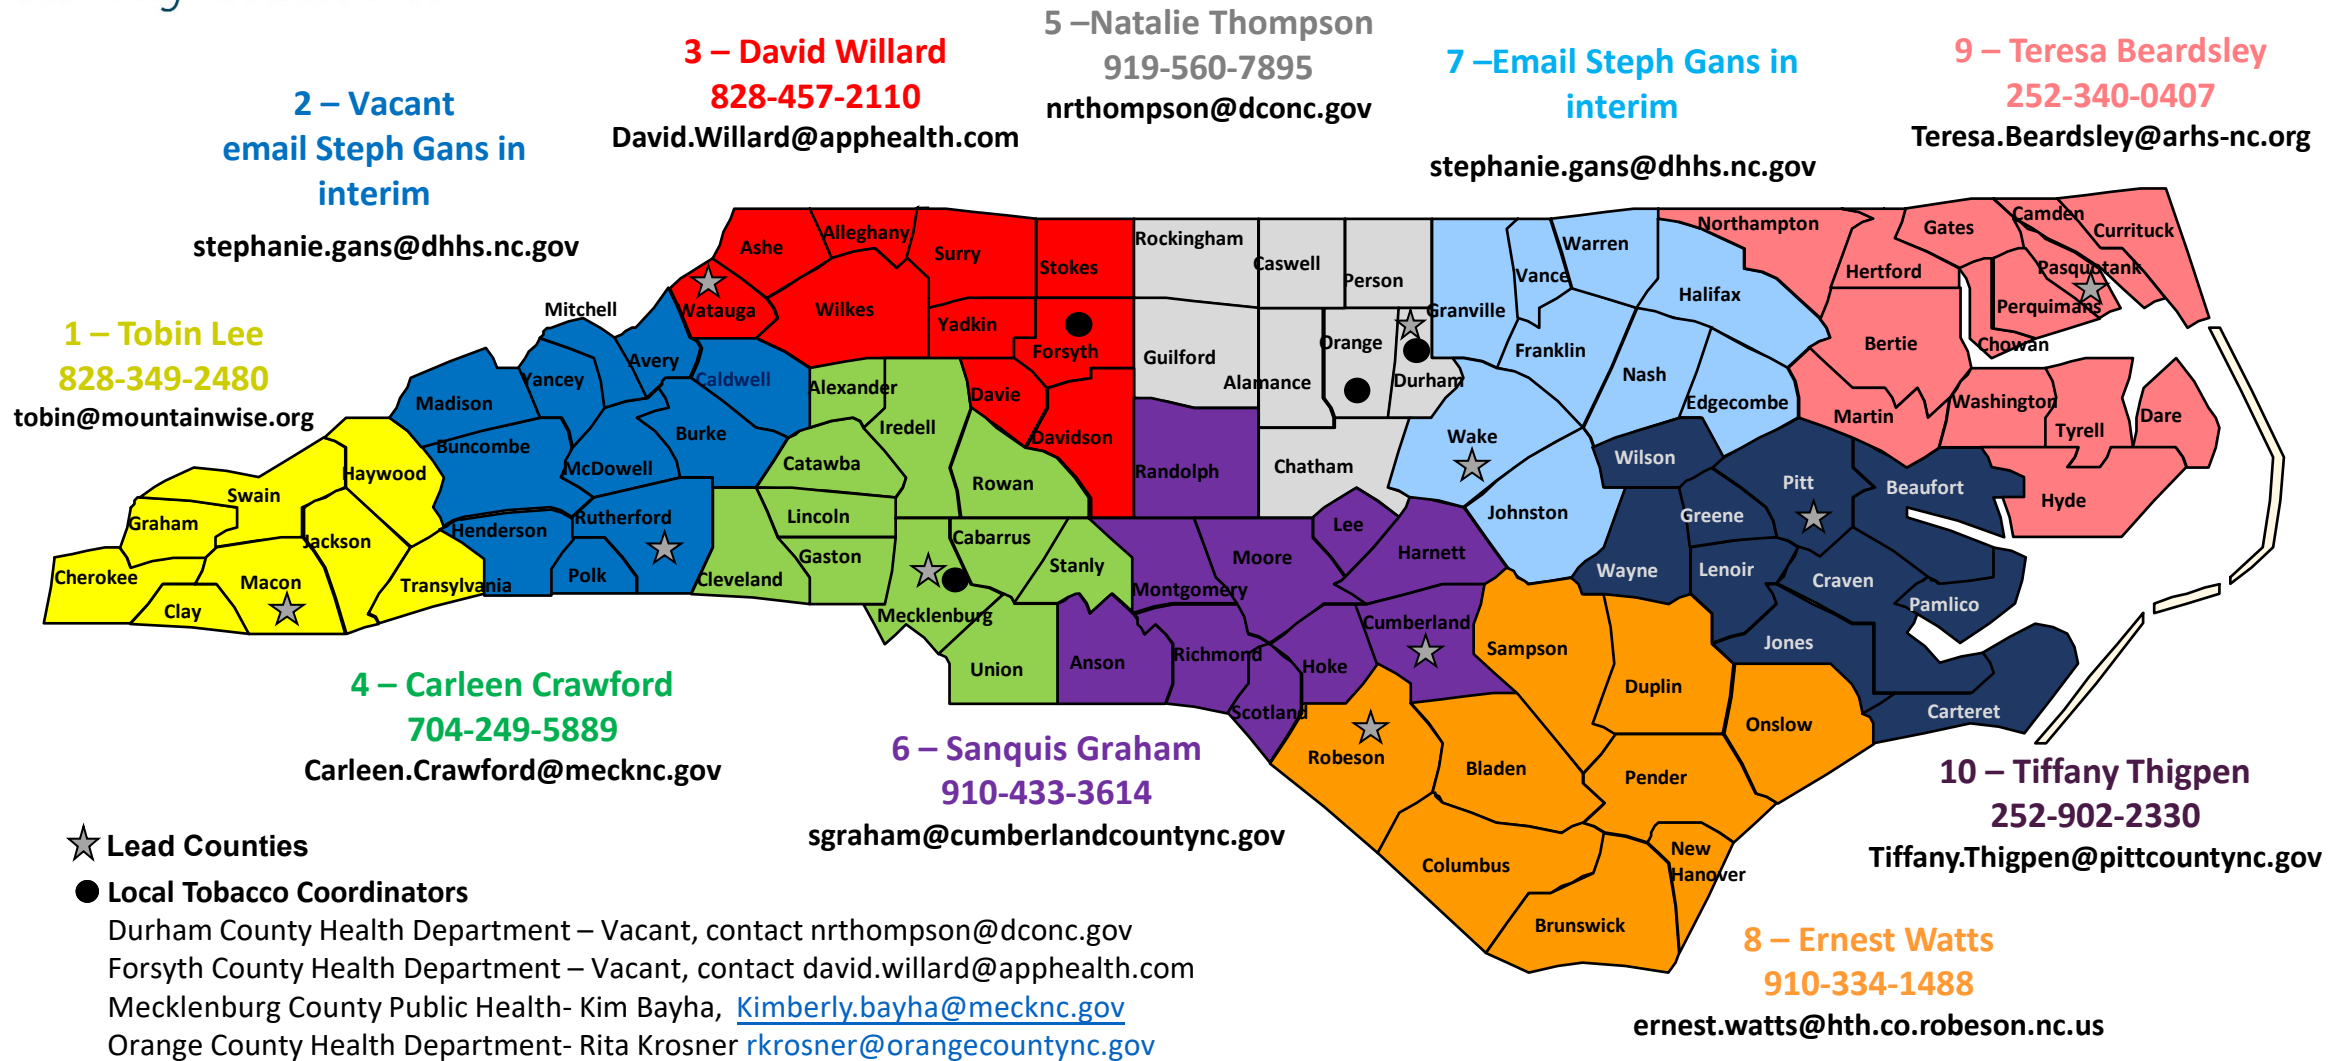 5 –Natalie Thompson
919-560-7895
nrthompson@dconc.gov
3 – David Willard
828-457-2110
David.Willard@apphealth.com
7 –Email Steph Gans in
interim
stephanie.gans@dhhs.nc.gov
9 – Teresa Beardsley
252-340-0407
Teresa.Beardsley@arhs-nc.org
2 – Vacant
email Steph Gans in
interim
stephanie.gans@dhhs.nc.gov
1 – Tobin Lee
828-349-2480
tobin@mountainwise.org
Ashe
Alleghany
Surry
Stokes
Rockingham
Caswell
Person
Granville
Vance
Warren
Northampton
Hertford
Gates
Camden
Currituck
Pasquotank
Perquimans
Chowan
Halifax
Bertie
Mitchell
Watauga
Wilkes
Yadkin
Forsyth
Guilford
Alamance
Orange
Durham
Franklin
Nash
Edgecombe
Martin
Washington
Tyrell
Dare
Madison
Yancey
Avery
Caldwell
Alexander
Davie
Davidson
Iredell
Randolph
Chatham
Wake
Wilson
Pitt
Beaufort
Hyde
Haywood
Buncombe
McDowell
Burke
Catawba
Rowan
Johnston
Greene
Swain
Graham
Jackson
Henderson
Rutherford
Lincoln
Gaston
Cabarrus
Stanly
Montgomery
Moore
Lee
Harnett
Wayne
Lenoir
Craven
Pamlico
Cherokee
Clay
Macon
Transylvania
Polk
Cleveland
Mecklenburg
Union
Anson
Richmond
Scotland
Hoke
Cumberland
Sampson
Duplin
Jones
Onslow
Carteret
Robeson
Bladen
Pender
Columbus
New
Hanover
Brunswick
4 – Carleen Crawford
704-249-5889
Carleen.Crawford@mecknc.gov
6 – Sanquis Graham
910-433-3614
sgraham@cumberlandcountync.gov
10 – Tiffany Thigpen
252-902-2330
Tiffany.Thigpen@pittcountync.gov
8 – Ernest Watts
910-334-1488
ernest.watts@hth.co.robeson.nc.us
Lead Counties
Local Tobacco Coordinators
Durham County Health Department – Vacant, contact nrthompson@dconc.gov
Forsyth County Health Department – Vacant, contact david.willard@apphealth.com
Mecklenburg County Public Health- Kim Bayha, Kimberly.bayha@mecknc.gov
Orange County Health Department- Rita Krosner rkrosner@orangecountync.gov